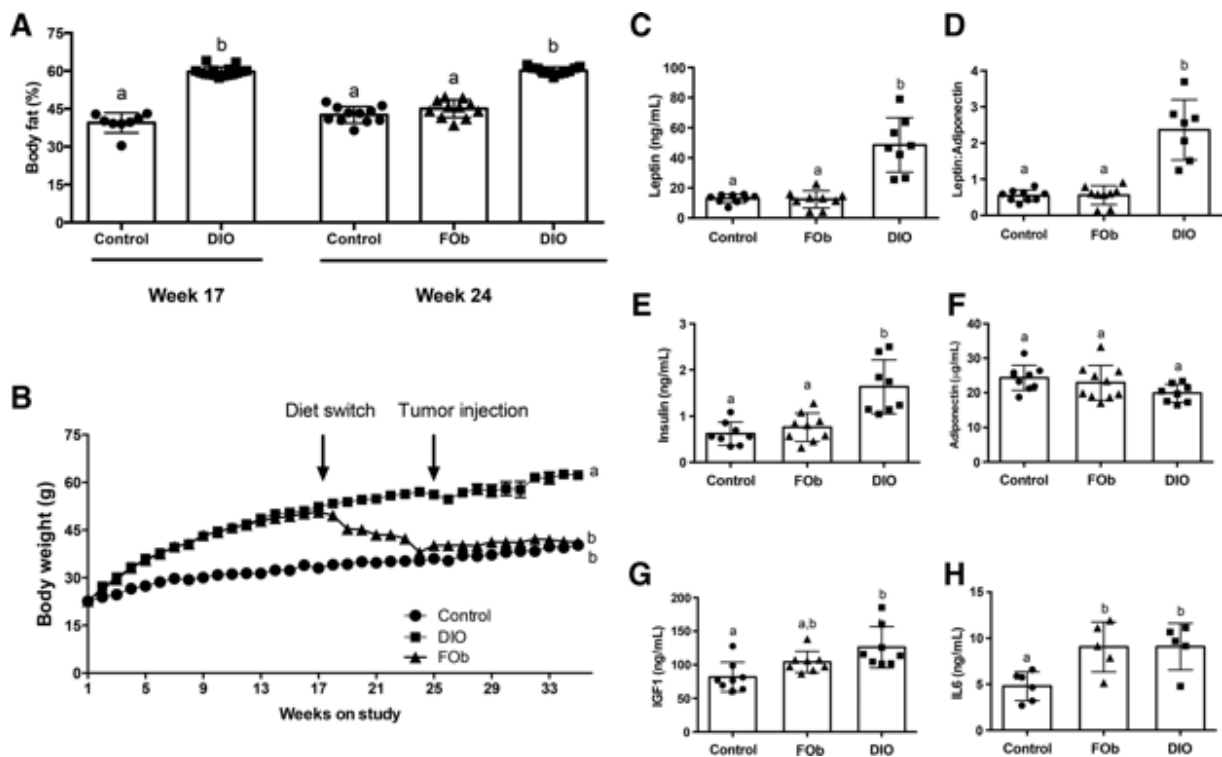 A
Body fat (%)
75
60
45
30
15
0
a
b
a
a
b
Control
DIO
Control
FOb
DIO
Week 17
Week 24
B
Diet switch
Tumor injection
Body weight (g)
75
60
45
30
15
0
a
b
b
Control
DIO
FOb
1
5
9
13
17
21
25
29
33
Weeks on study
C
Leptin (ng/mL)
100
80
60
40
20
0
a
a
b
Control
FOb
DIO
D
Leptin:Adiponectin
4
3
2
1
0
a
a
b
Control
FOb
DIO
E
Insulin (ng/mL)
3
2
1
0
a
a
b
Control
FOb
DIO
F
Adiponectin (µg/mL)
40
30
20
10
0
a
a
a
Control
FOb
DIO
G
IGF1 (ng/mL)
200
150
100
50
0
a
a,b
b
Control
FOb
DIO
H
IL6 (ng/mL)
15
10
5
0
a
b
b
Control
FOb
DIO